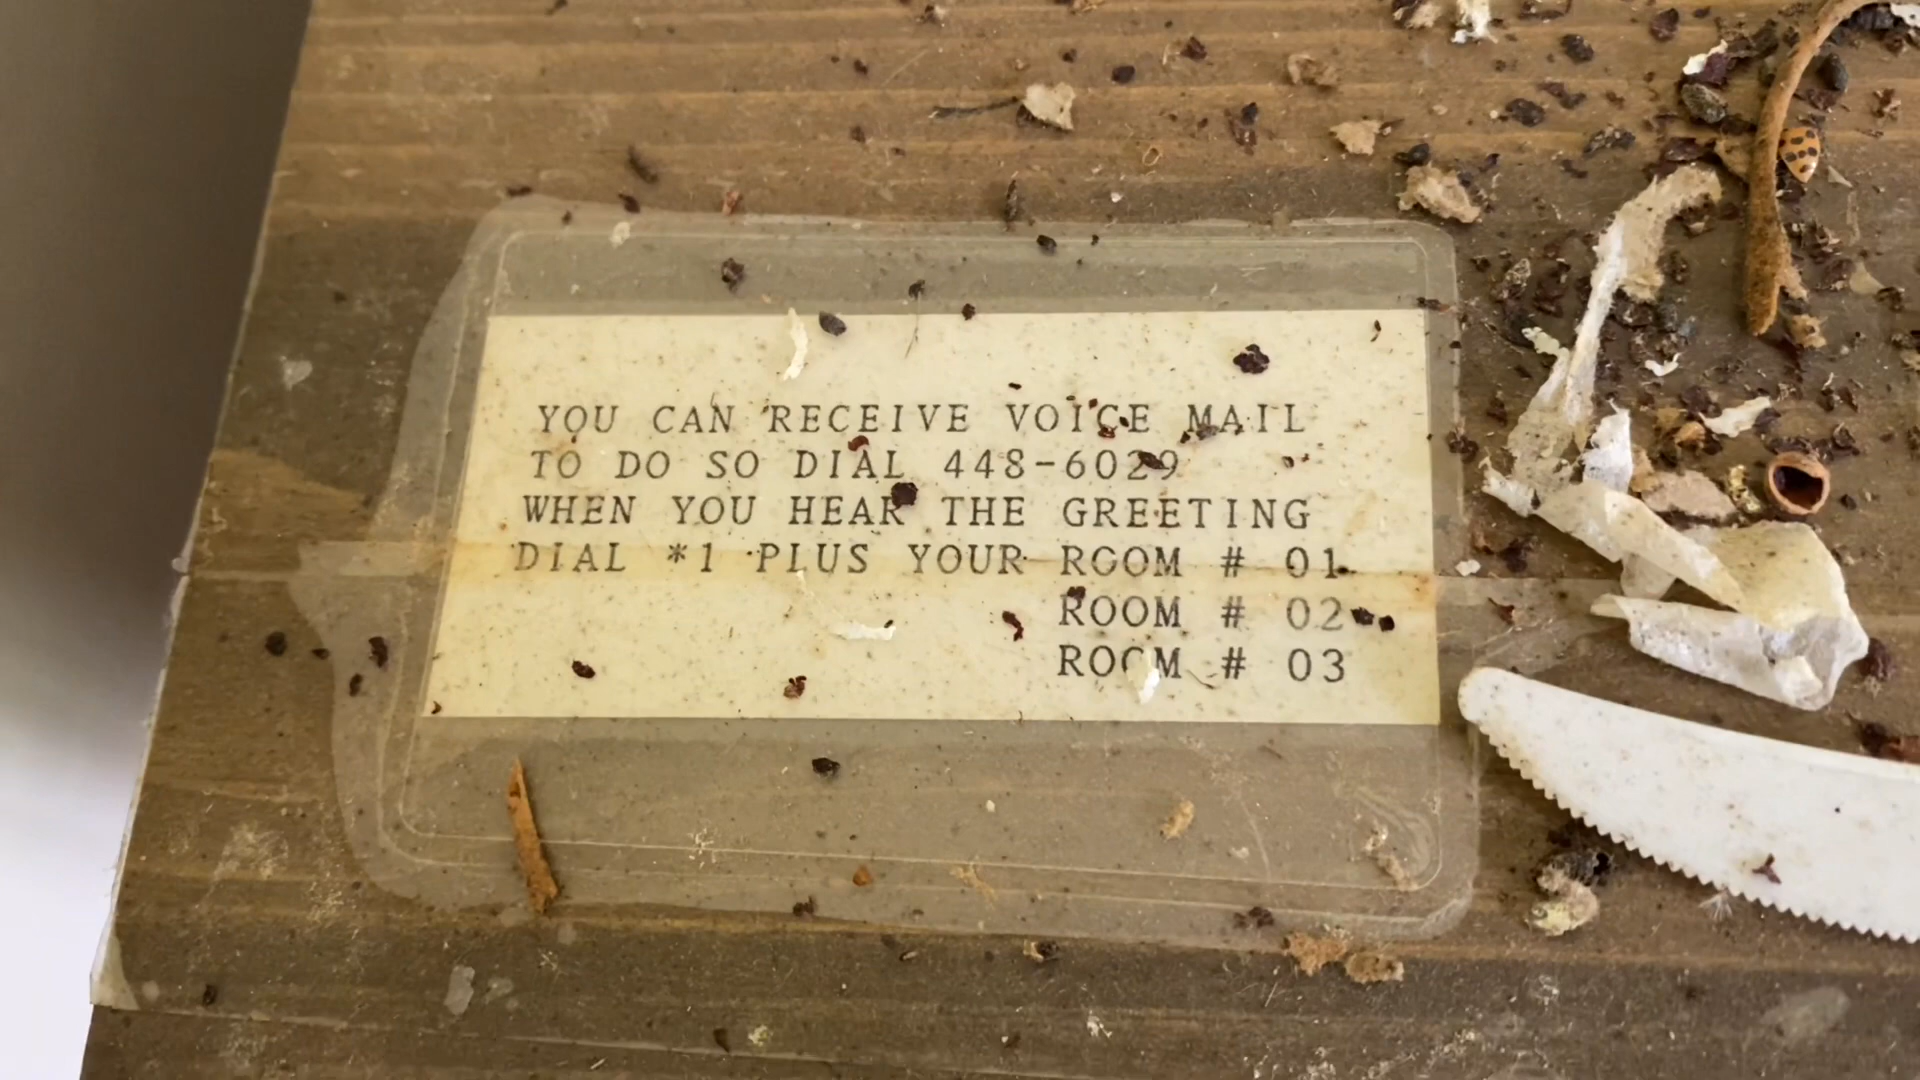 YOU CAN RECEIVE VOICE MAIL
TO DO SO DIAL 448-6029
WHEN YOU HEAR THE GREETING
DIAL *1 PLUS YOUR ROOM # 01
ROOM # 02
ROOM # 03